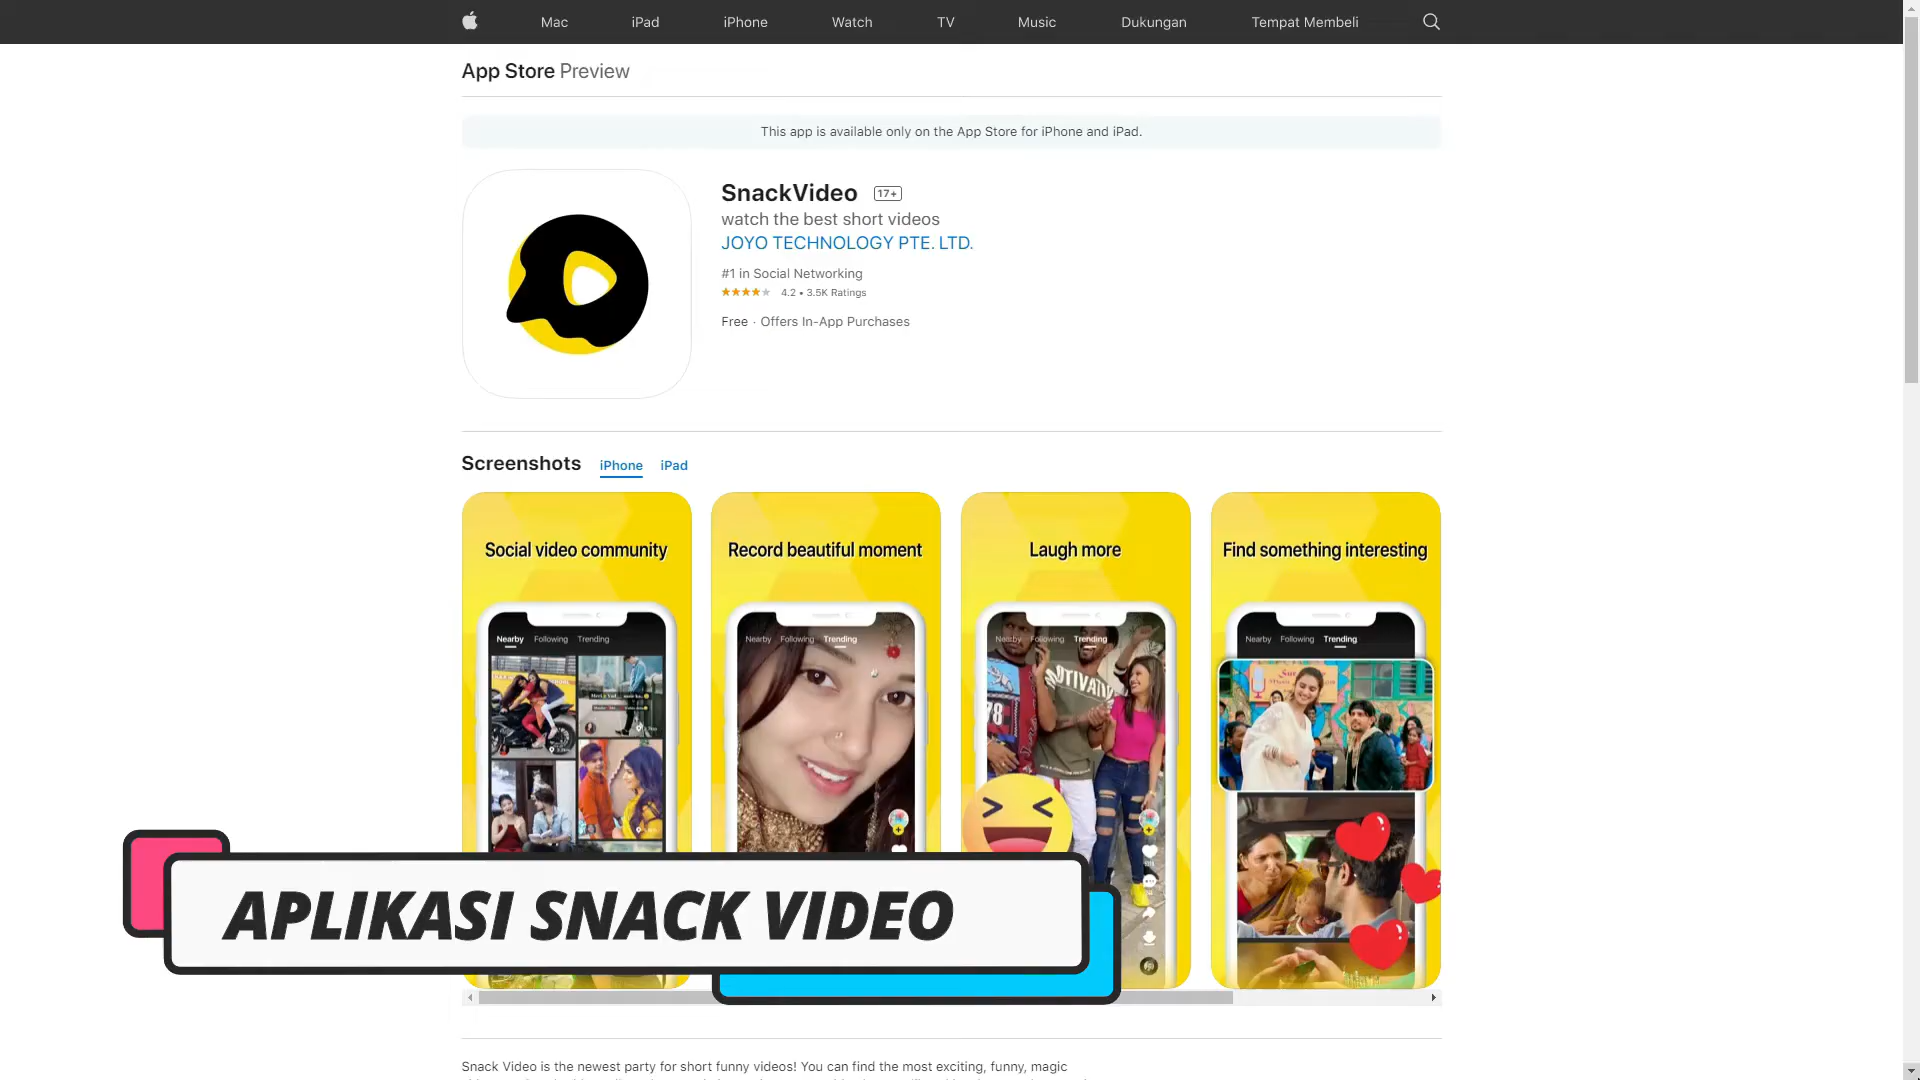 Mac iPad iPhone Watch TV Music Dukungan Tempat Membeli
App Store Preview
This app is available only on the App Store for iPhone and iPad.
SnackVideo 17+
watch the best short videos
JOYO TECHNOLOGY PTE. LTD.
#1 in Social Networking
4.2 • 3.5K Ratings
Free · Offers In-App Purchases
Screenshots iPhone iPad
Social video community
Record beautiful moment
Laugh more
Find something interesting
Nearby Following Trending
Nearby Following Trending
Nearby Following Trending
Nearby Following Trending
APLIKASI SNACK VIDEO
Snack Video is the newest party for short funny videos! You can find the most exciting, funny, magic